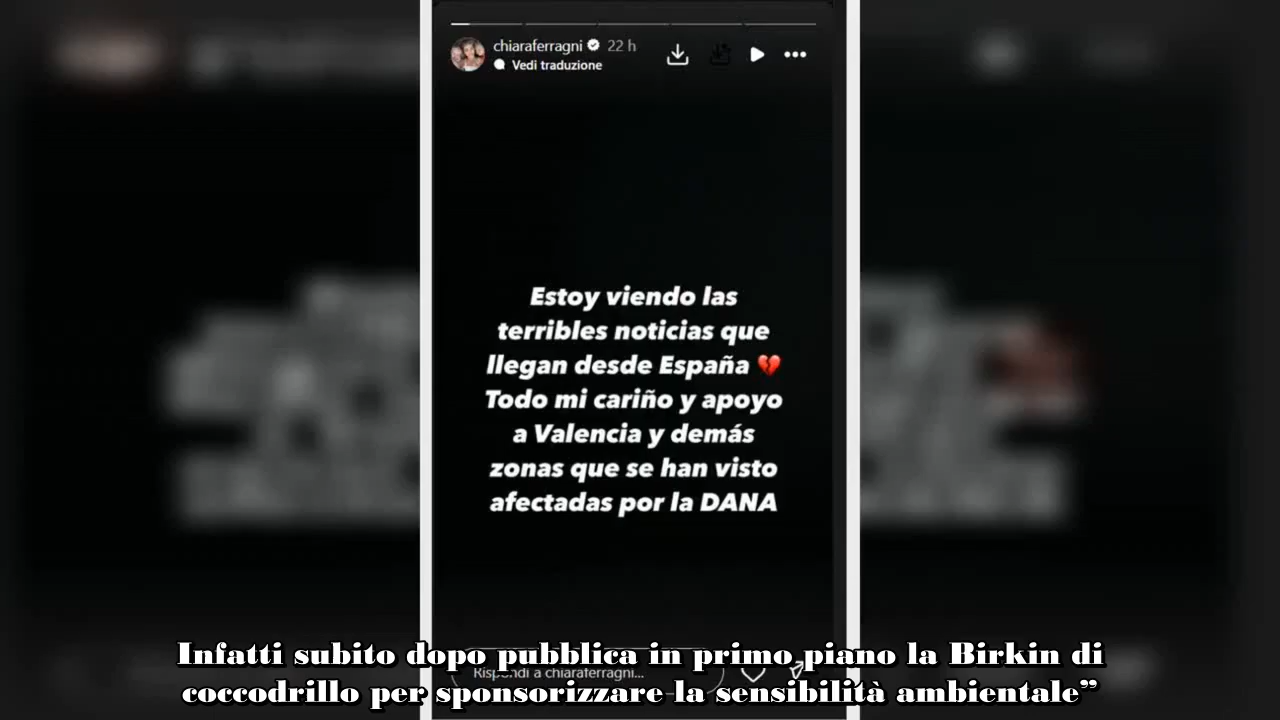 chiaraferragni 22 h
Vedi traduzione
Estoy viendo las
terribles noticias que
llegan desde España 💔
Todo mi cariño y apoyo
a Valencia y demás
zonas que se han visto
afectadas por la DANA
Infatti subito dopo pubblica in primo piano la Birkin di
Rispondi a chiaraferragni...
coccodrillo per sponsorizzare la sensibilità ambientale”